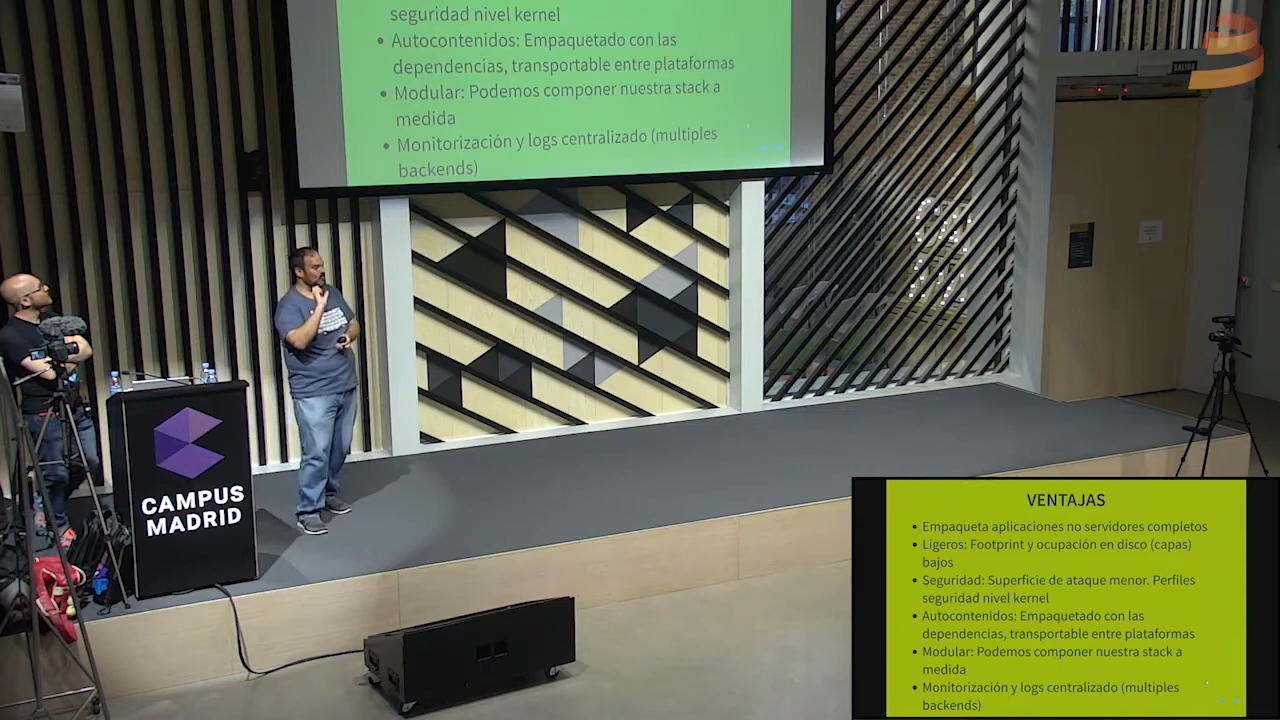 seguridad nivel kernel
• Autocontenidos: Empaquetado con las
dependencias, transportable entre plataformas
• Modular: Podemos componer nuestra stack a
medida
• Monitorización y logs centralizado (multiples
backends)
SALIDA
CAMPUS
MADRID
VENTAJAS
• Empaqueta aplicaciones no servidores completos
• Ligeros: Footprint y ocupación en disco (capas)
bajos
• Seguridad: Superficie de ataque menor. Perfiles
seguridad nivel kernel
• Autocontenidos: Empaquetado con las
dependencias, transportable entre plataformas
• Modular: Podemos componer nuestra stack a
medida
• Monitorización y logs centralizado (multiples
backends)